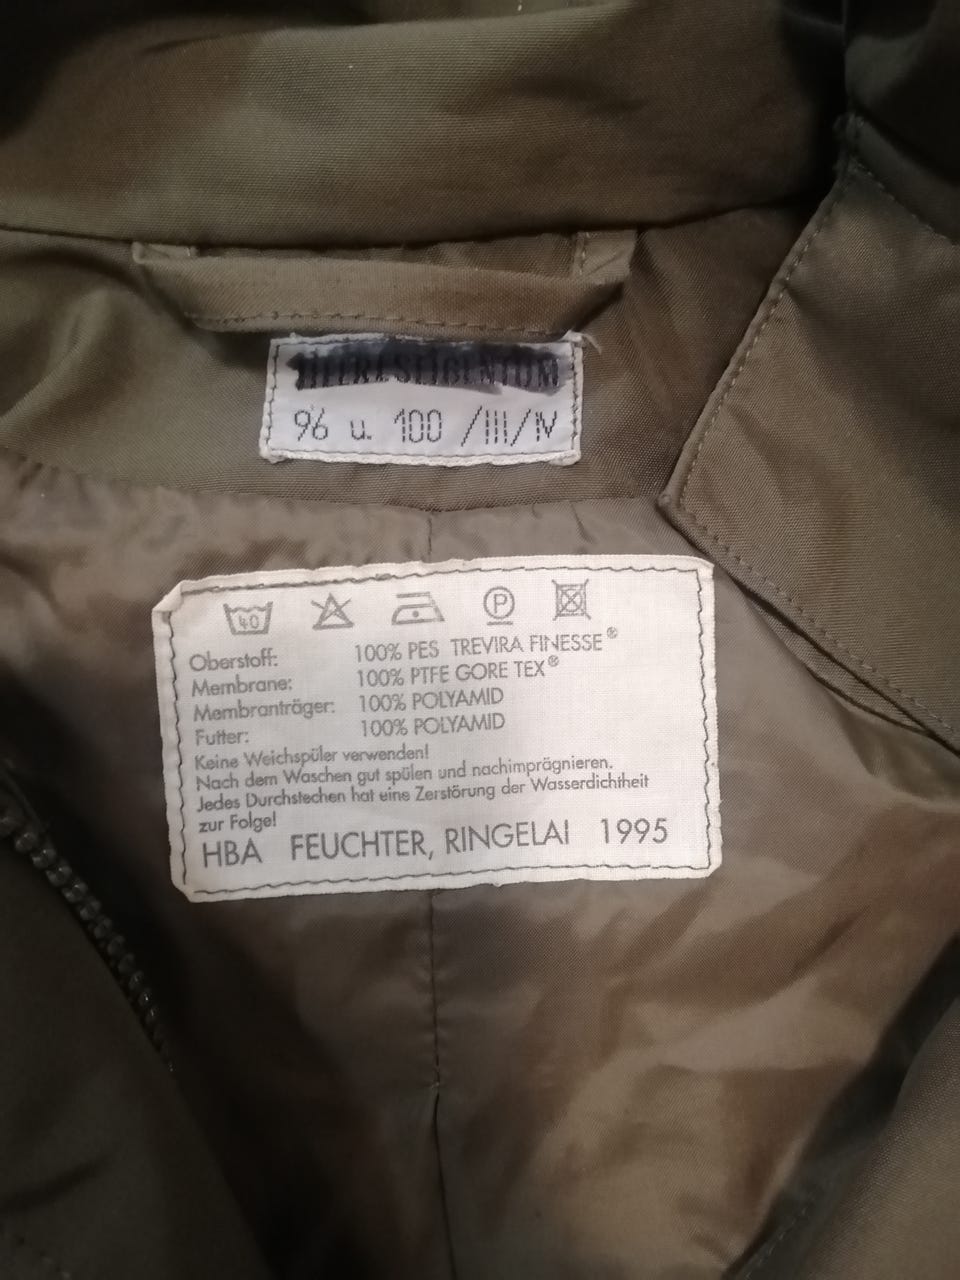 HEERESEIGENTUM
96 u. 100 /III/IV
40 P
Oberstoff: 100% PES TREVIRA FINESSE®
Membrane: 100% PTFE GORE TEX®
Membranträger: 100% POLYAMID
Futter: 100% POLYAMID
Keine Weichspüler verwenden!
Nach dem Waschen gut spülen und nachimprägnieren.
Jedes Durchstechen hat eine Zerstörung der Wasserdichtheit
zur Folge!
HBA FEUCHTER, RINGELAI 1995